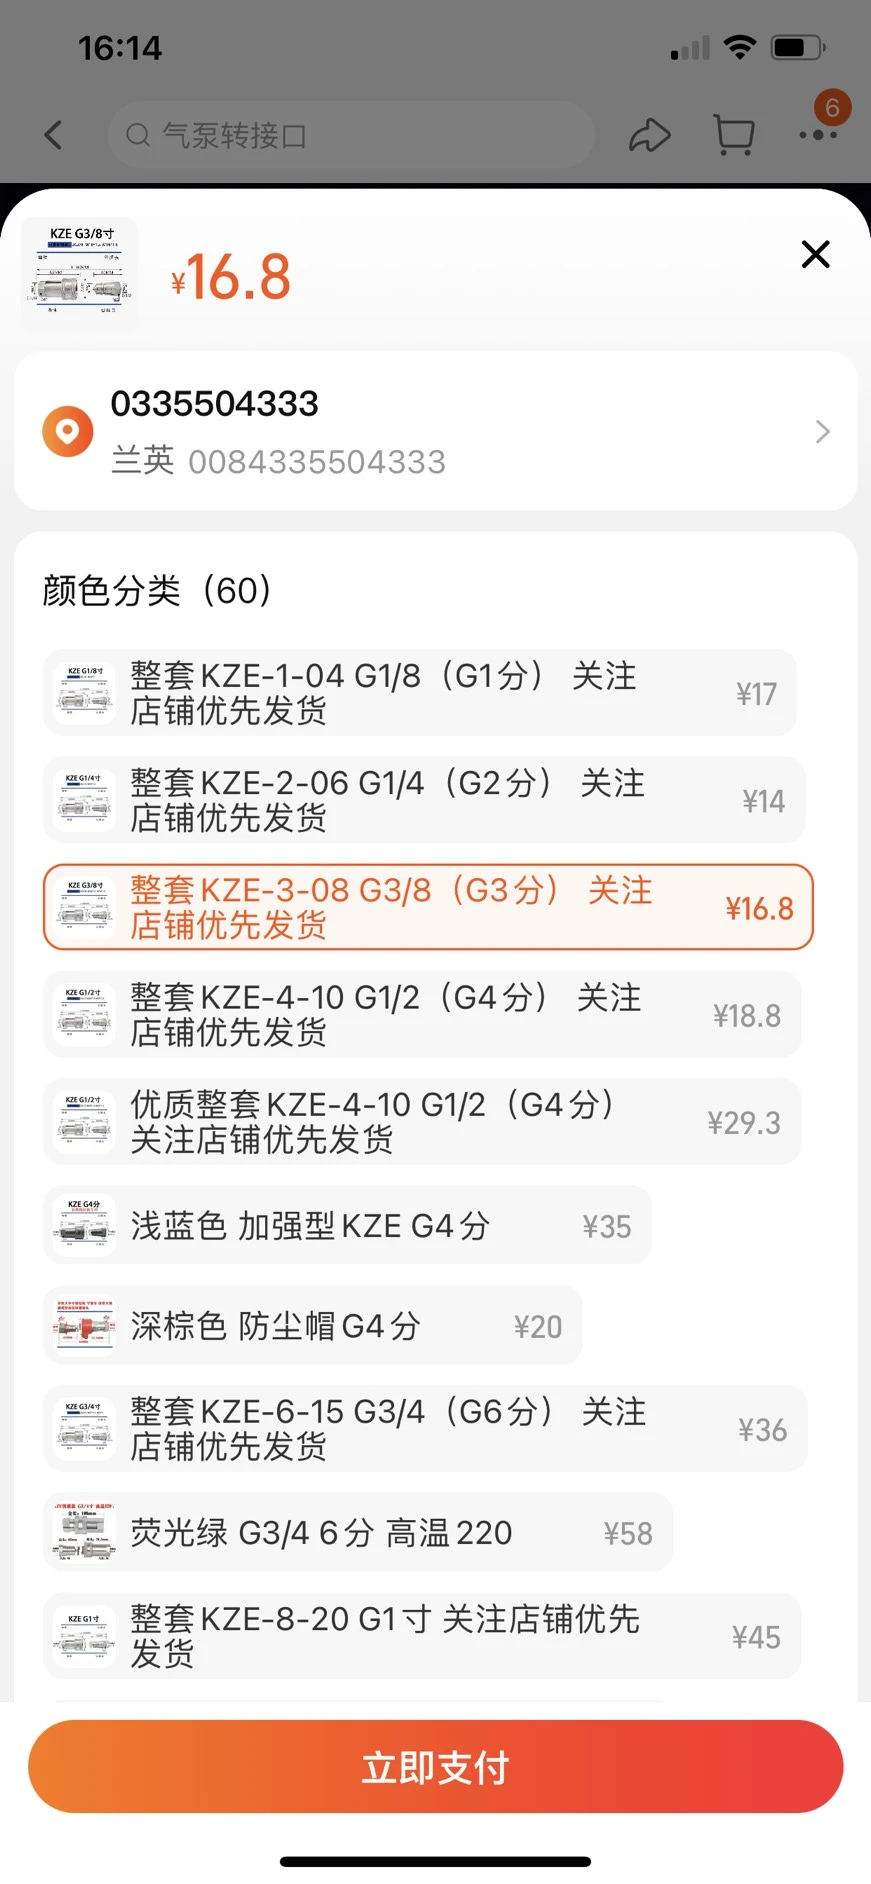 16:14
气泵转接口
6
KZE G3/8寸
¥16.8
0335504333
兰英 0084335504333
颜色分类（60）
KZE G1/8寸
整套KZE-1-04 G1/8（G1分） 关注
店铺优先发货
¥17
KZE G1/4寸
整套KZE-2-06 G1/4（G2分） 关注
店铺优先发货
¥14
KZE G3/8寸
整套KZE-3-08 G3/8（G3分） 关注
店铺优先发货
¥16.8
KZE G1/2寸
整套KZE-4-10 G1/2（G4分） 关注
店铺优先发货
¥18.8
KZE G1/2寸
优质整套KZE-4-10 G1/2（G4分）
关注店铺优先发货
¥29.3
KZE G4分
浅蓝色 加强型KZE G4分
¥35
深棕色 防尘帽G4分
¥20
KZE G3/4寸
整套KZE-6-15 G3/4（G6分） 关注
店铺优先发货
¥36
荧光绿 G3/4 6分 高温220
¥58
KZE G1寸
整套KZE-8-20 G1寸 关注店铺优先
发货
¥45
立即支付